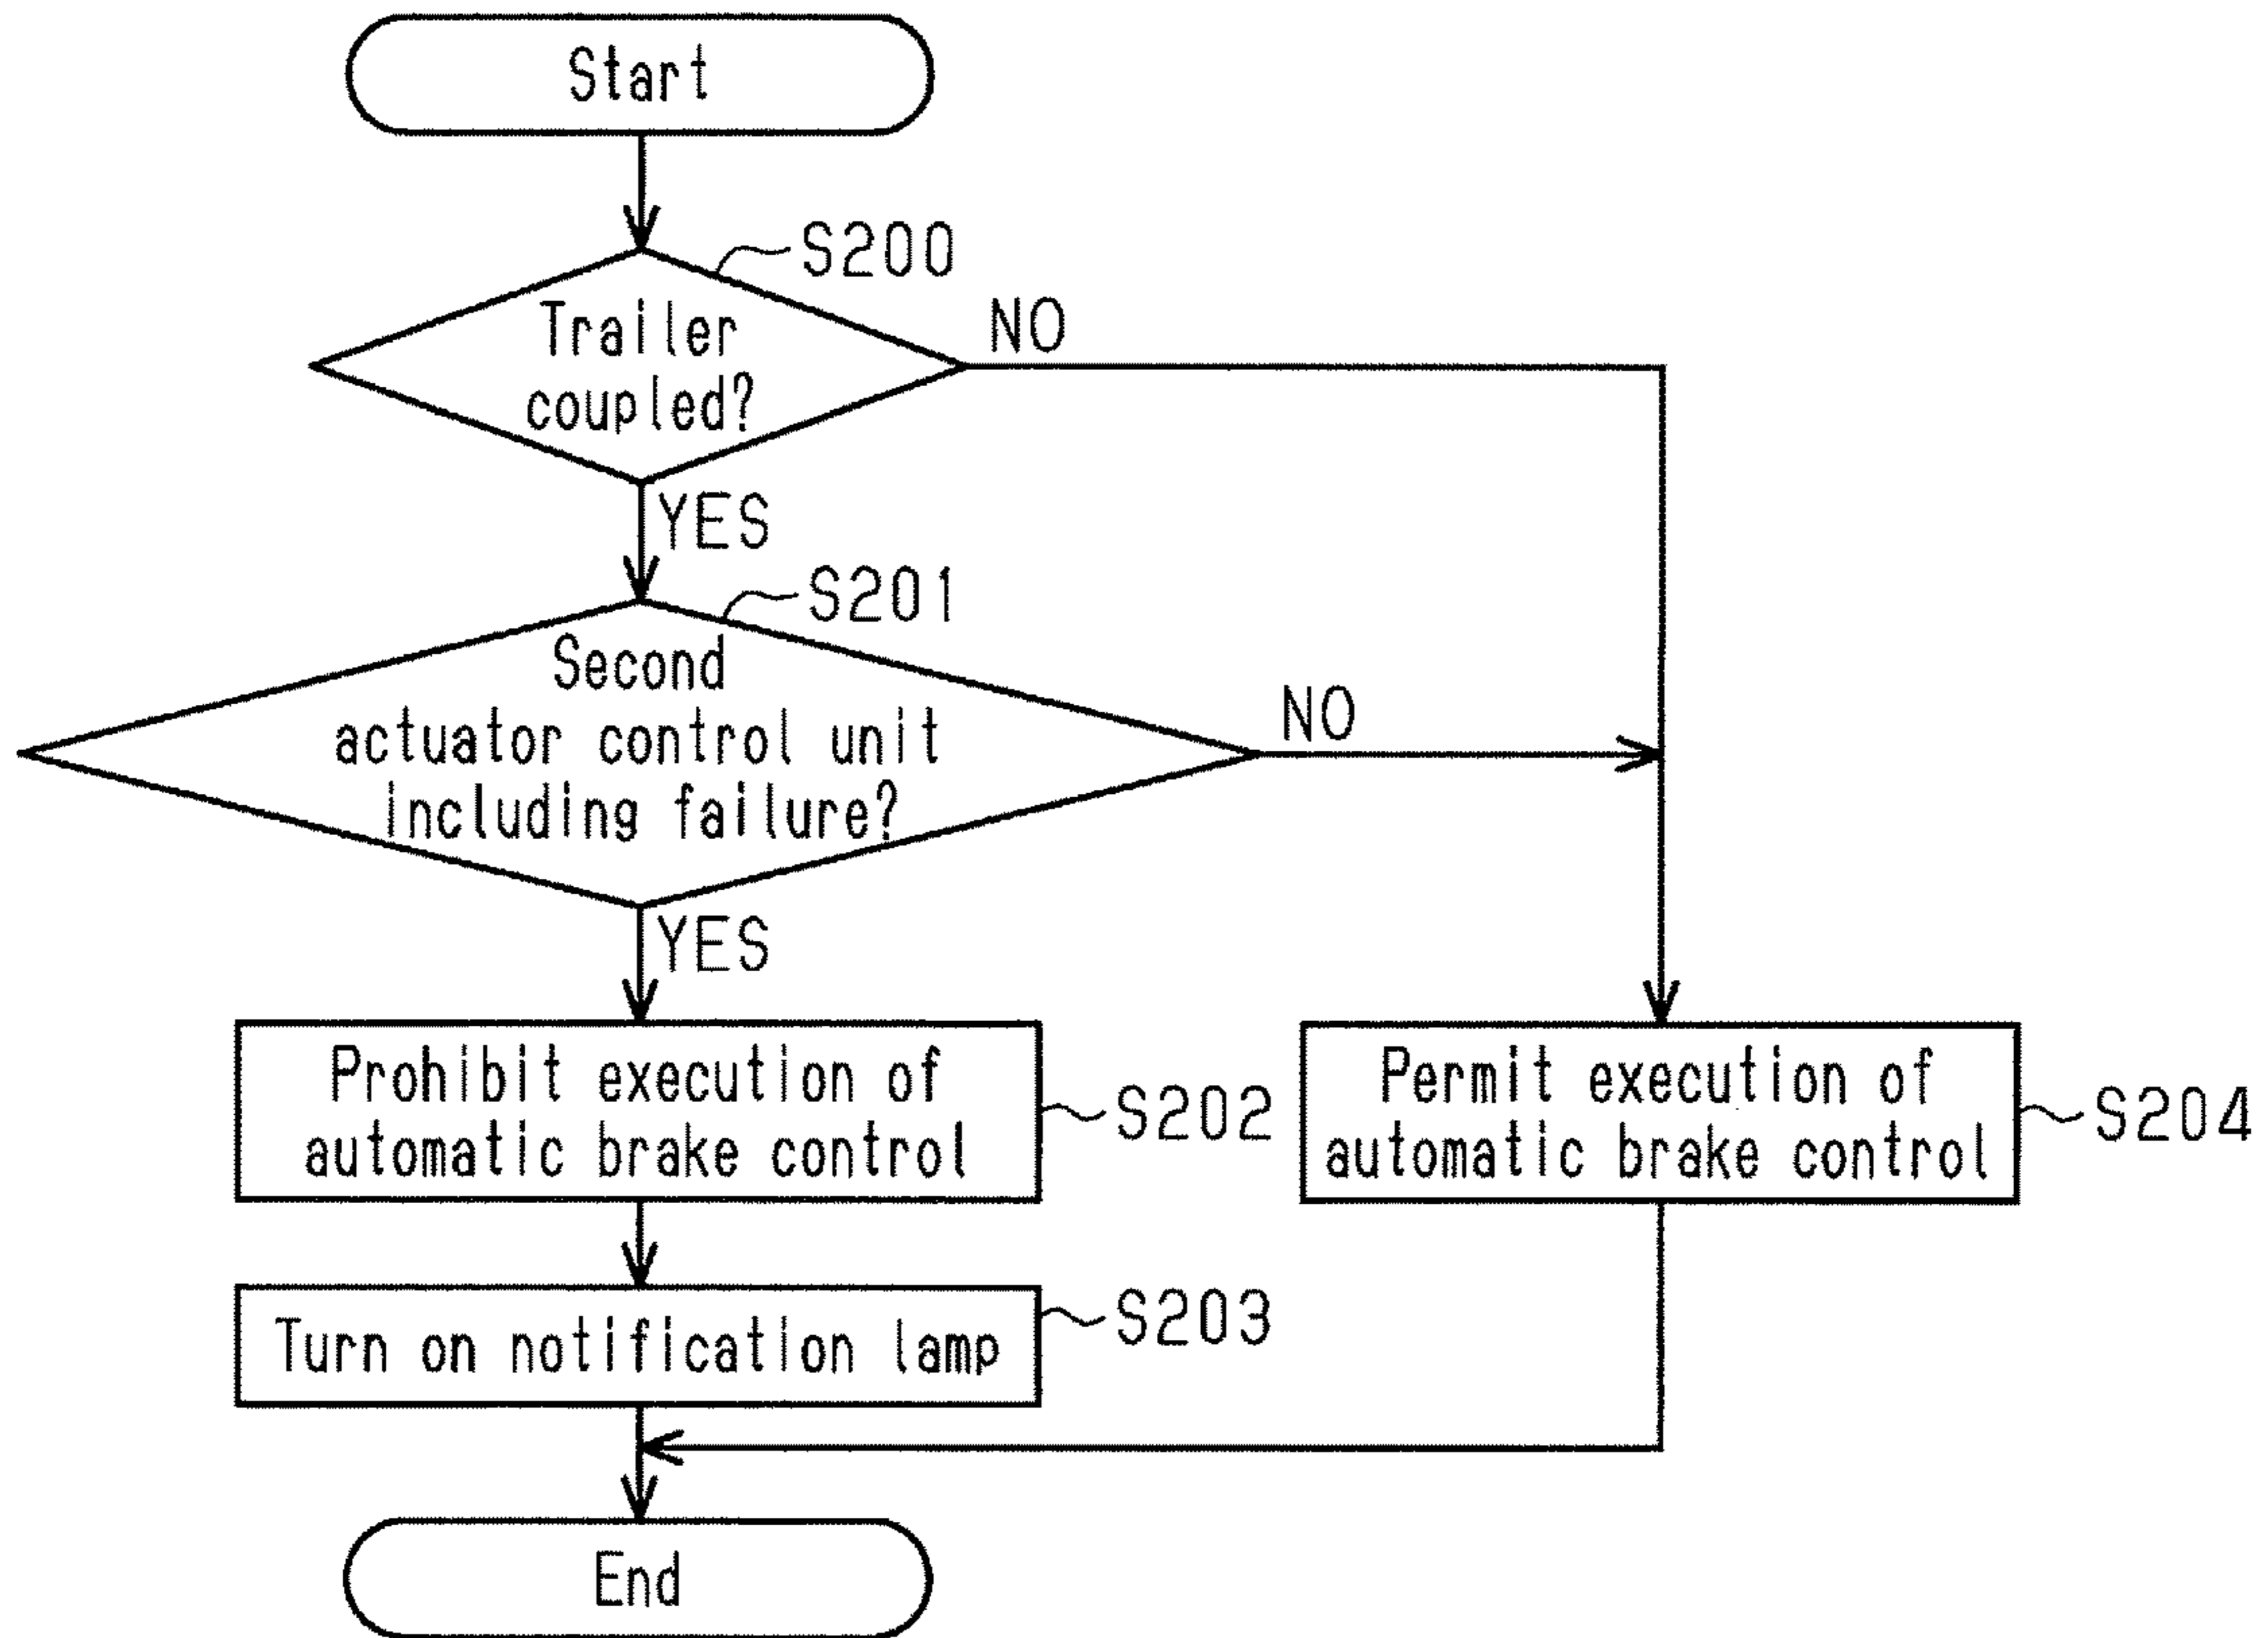 Start
S200
Trailer
coupled?
NO
YES
S201
Second
actuator control unit
including failure?
NO
YES
Prohibit execution of
automatic brake control
S202
Permit execution of
automatic brake control
S204
Turn on notification lamp
S203
End